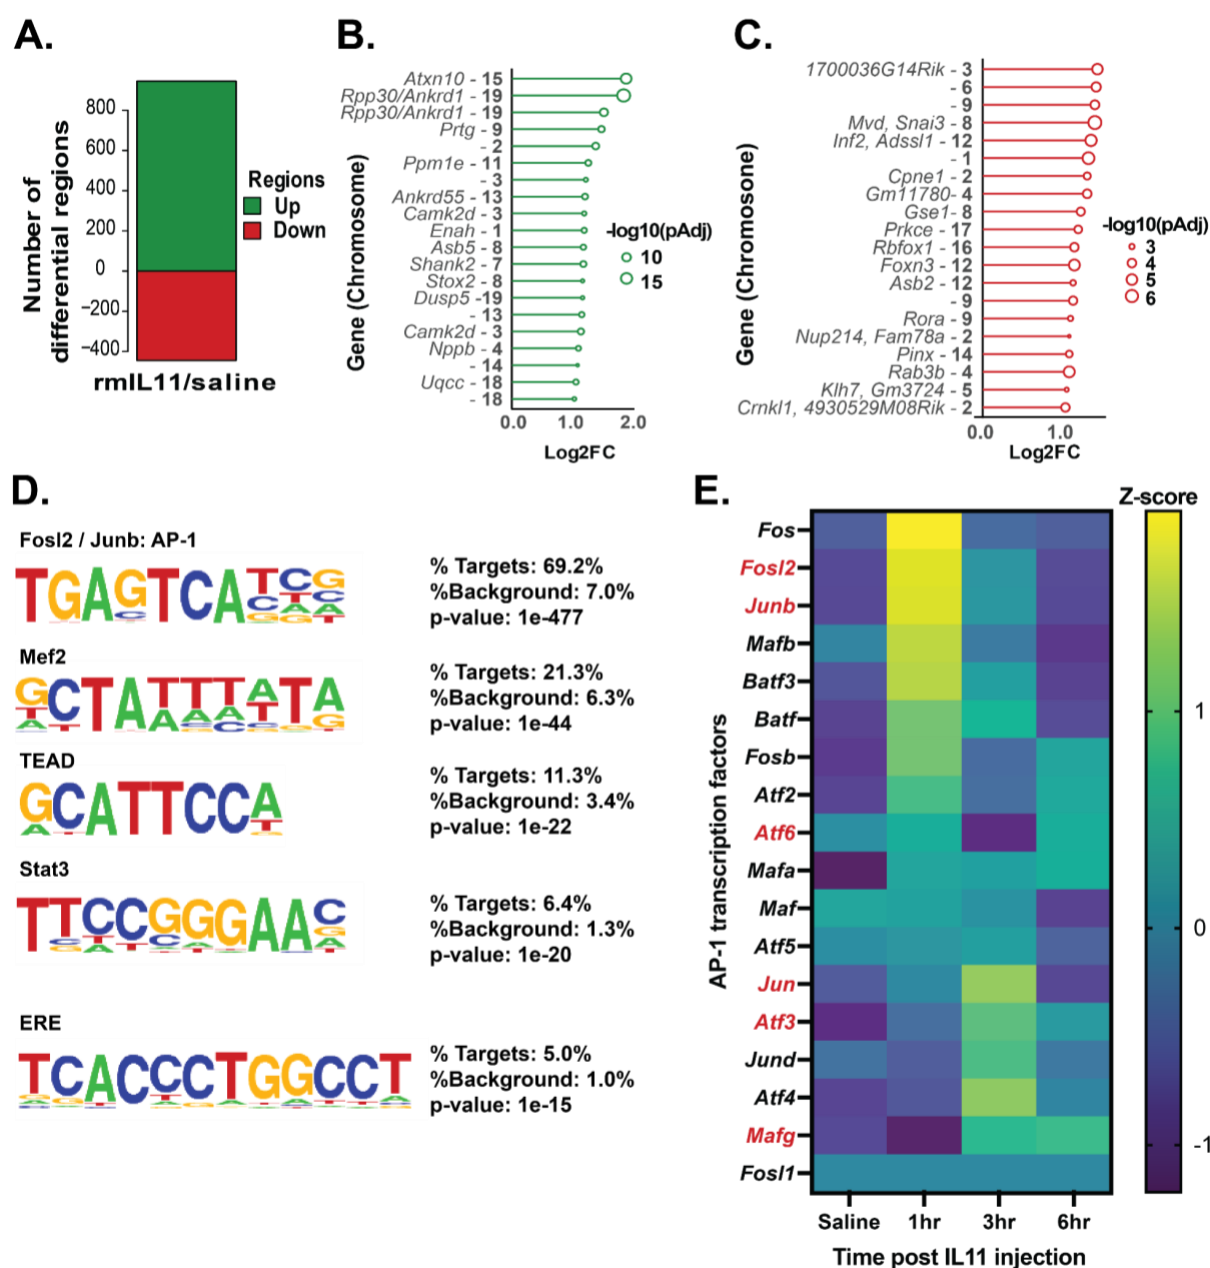 A.
Number of
differential regions
800
600
400
200
0
−200
−400
rmIL11/saline
Regions
Up
Down
B.
Gene (Chromosome)
Atxn10 - 15
Rpp30/Ankrd1 - 19
Rpp30/Ankrd1 - 19
Prtg - 9
- 2
Ppm1e - 11
- 3
Ankrd55 - 13
Camk2d - 3
Enah - 1
Asb5 - 8
Shank2 - 7
Stox2 - 8
Dusp5 -19
- 13
Camk2d - 3
Nppb - 4
- 14
Uqcc - 18
- 18
0.0 1.0 2.0
Log2FC
-log10(pAdj)
10
15
C.
Gene (Chromosone)
1700036G14Rik - 3
- 6
- 9
Mvd, Snai3 - 8
Inf2, Adssl1 - 12
- 1
Cpne1 - 2
Gm11780- 4
Gse1- 8
Prkce - 17
Rbfox1 - 16
Foxn3 - 12
Asb2 - 12
- 9
Rora - 9
Nup214, Fam78a - 2
Pinx - 14
Rab3b - 4
Klh7, Gm3724 - 5
Crnkl1, 4930529M08Rik - 2
0.0 1.0
Log2FC
-log10(pAdj)
3
4
5
6
D.
Fosl2 / Junb: AP-1
TGAGTCATCG
% Targets: 69.2%
%Background: 7.0%
p-value: 1e-477
Mef2
GCTATTTATA
% Targets: 21.3%
%Background: 6.3%
p-value: 1e-44
TEAD
GCATTCCA
% Targets: 11.3%
%Background: 3.4%
p-value: 1e-22
Stat3
TTCCGGGAAC
% Targets: 6.4%
%Background: 1.3%
p-value: 1e-20
ERE
TCACCCTGGCCT
% Targets: 5.0%
%Background: 1.0%
p-value: 1e-15
E.
Z-score
AP-1 transcription factors
Fos
Fosl2
Junb
Mafb
Batf3
Batf
Fosb
Atf2
Atf6
Mafa
Maf
Atf5
Jun
Atf3
Jund
Atf4
Mafg
Fosl1
1
0
-1
Saline 1hr 3hr 6hr
Time post IL11 injection